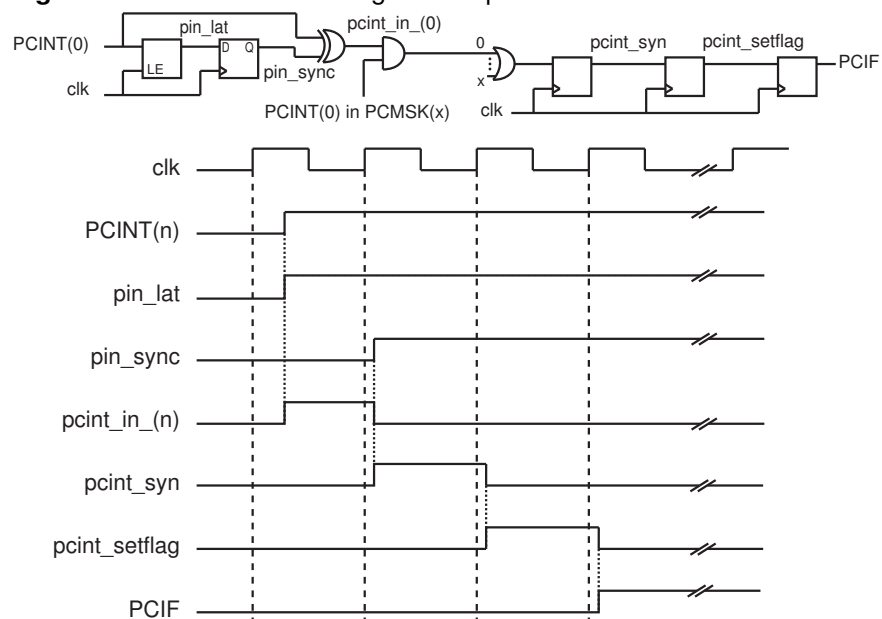 pin_lat
pcint_in_(0)
PCINT(0)
D Q
LE
pin_sync
clk
PCINT(0) in PCMSK(x)
0
x
clk
pcint_syn
pcint_setflag
PCIF
clk
PCINT(n)
pin_lat
pin_sync
pcint_in_(n)
pcint_syn
pcint_setflag
PCIF